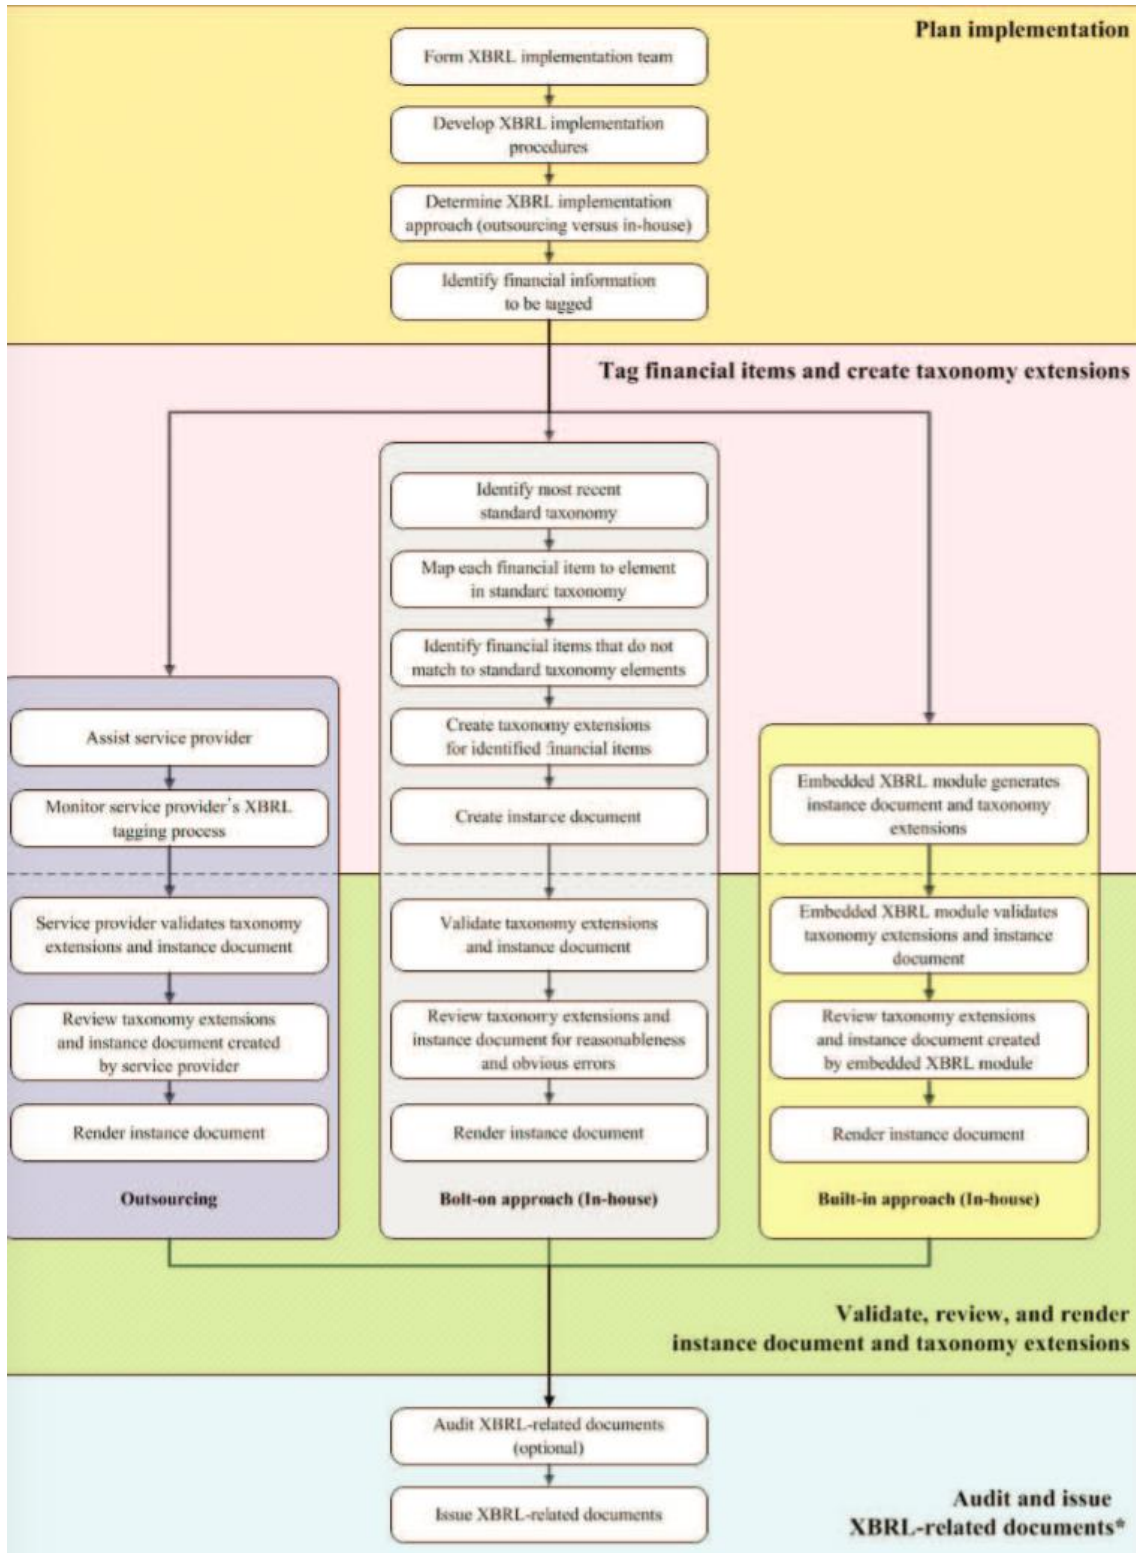 Plan implementation
Form XBRL implementation team
Develop XBRL implementation
procedures
Determine XBRL implementation
approach (outsourcing versus in-house)
Identify financial information
to be tagged
Tag financial items and create taxonomy extensions
Identify most recent
standard taxonomy
Map each financial item to element
in standard taxonomy
Identify financial items that do not
match to standard taxonomy elements
Create taxonomy extensions
for identified financial items
Create instance document
Validate taxonomy extensions
and instance document
Review taxonomy extensions and
instance document for reasonableness
and obvious errors
Render instance document
Bolt-on approach (In-house)
Assist service provider
Monitor service provider's XBRL
tagging process
Service provider validates taxonomy
extensions and instance document
Review taxonomy extensions
and instance document created
by service provider
Render instance document
Outsourcing
Embedded XBRL module generates
instance document and taxonomy
extensions
Embedded XBRL module validates
taxonomy extensions and instance
document
Review taxonomy extensions
and instance document created
by embedded XBRL module
Render instance document
Built-in approach (In-house)
Validate, review, and render
instance document and taxonomy extensions
Audit XBRL-related documents
(optional)
Issue XBRL-related documents
Audit and issue
XBRL-related documents*